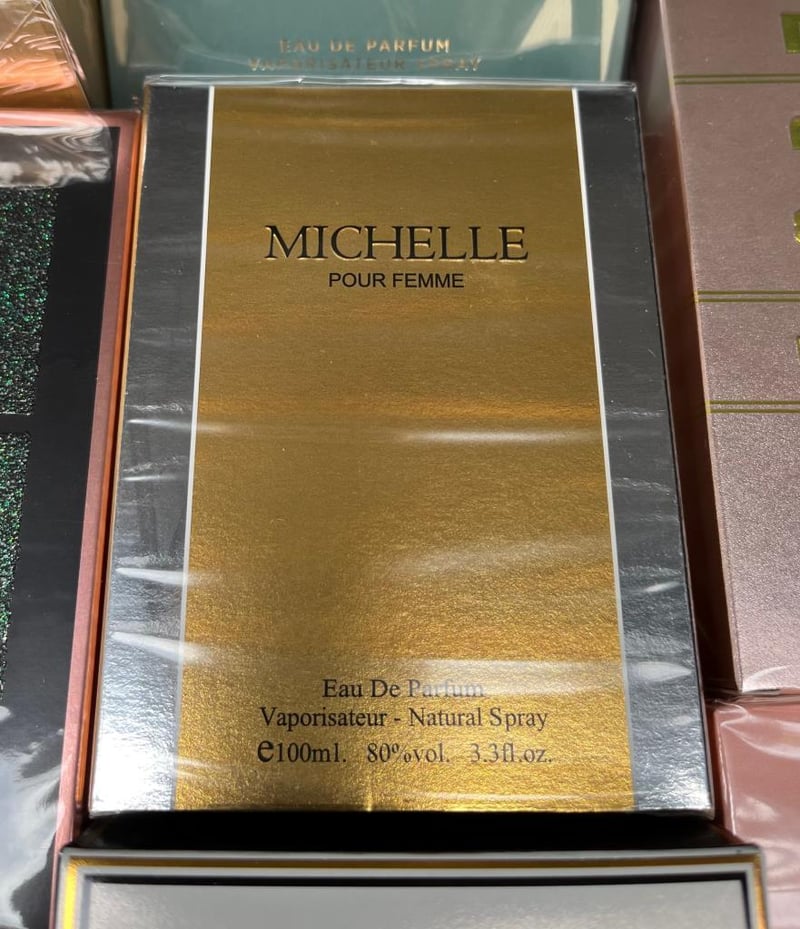 EAU DE PARFUM
VAPORISATEUR SPRAY
MICHELLE
POUR FEMME
Eau De Parfum
Vaporisateur - Natural Spray
e100ml. 80%vol. 3.3fl.oz.